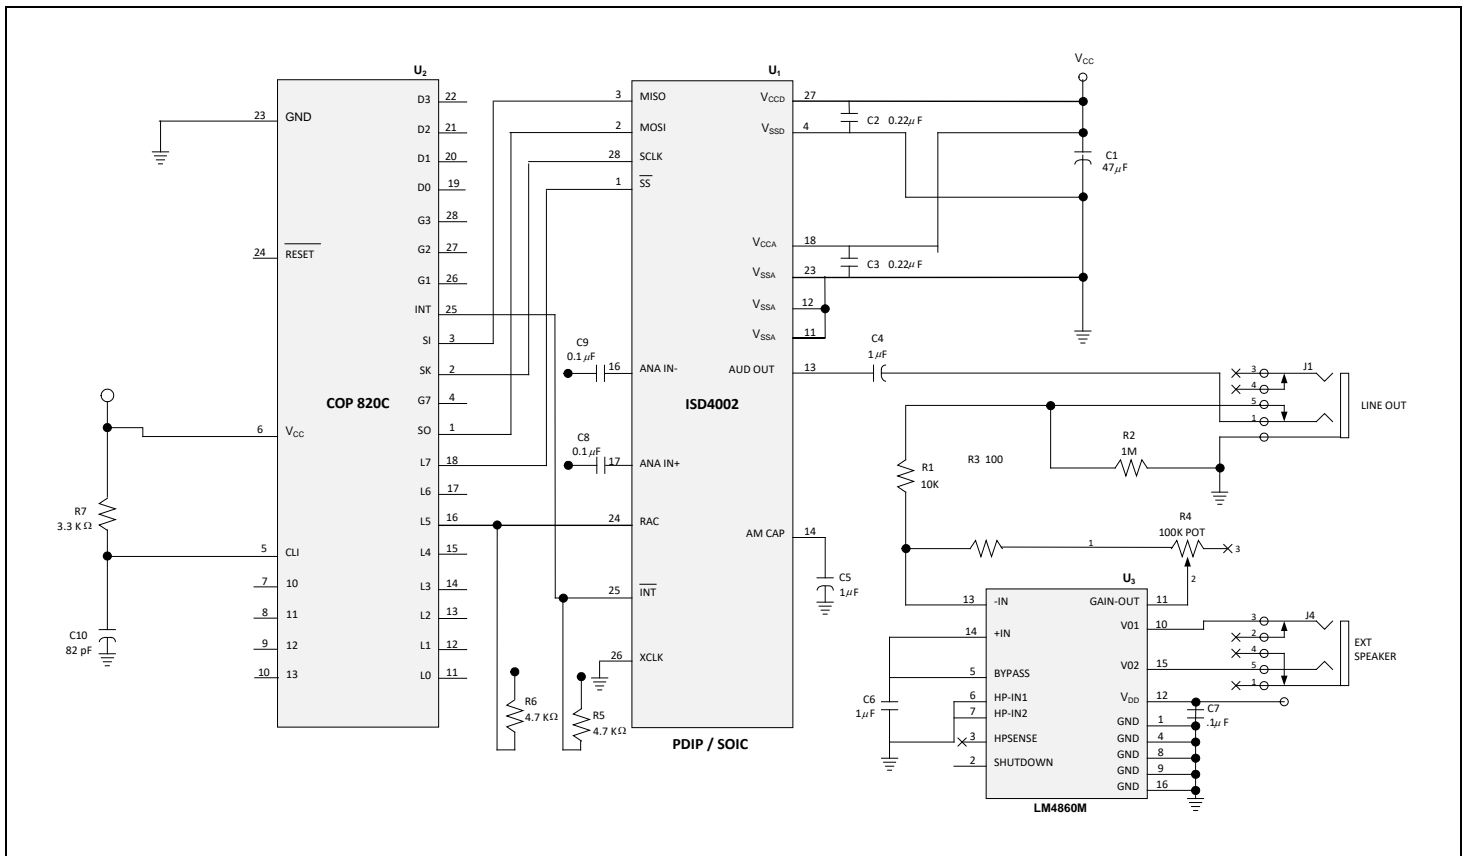 U2
COP 820C
23 GND
24 RESET
6 VCC
5 CLI
7 10
8 11
9 12
10 13
D3 22
D2 21
D1 20
D0 19
G3 28
G2 27
G1 26
INT 25
SI 3
SK 2
G7 4
SO 1
L7 18
L6 17
L5 16
L4 15
L3 14
L2 13
L1 12
L0 11
R7
3.3 KΩ
C10
82 pF
R6
4.7 KΩ
R5
4.7 KΩ
C9
0.1µF
C8
0.1µF
U1
ISD4002
3 MISO
2 MOSI
28 SCLK
1 SS
16 ANA IN-
17 ANA IN+
24 RAC
25 INT
26 XCLK
VCCD 27
VSSD 4
VCCA 18
VSSA 23
VSSA 12
VSSA 11
AUD OUT 13
AM CAP 14
PDIP / SOIC
VCC
C2 0.22µF
C1
47µF
C3 0.22µF
C4
1µF
C5
1µF
J1
3
4
5
1
LINE OUT
R2
1M
R1
10K
R3 100
R4
100K POT
1
3
2
U3
13 -IN
14 +IN
5 BYPASS
6 HP-IN1
7 HP-IN2
3 HPSENSE
2 SHUTDOWN
GAIN-OUT 11
V01 10
V02 15
VDD 12
GND 1
GND 4
GND 8
GND 9
GND 16
LM4860M
C6
1µF
C7
.1µF
J4
3
2
4
5
1
EXT
SPEAKER